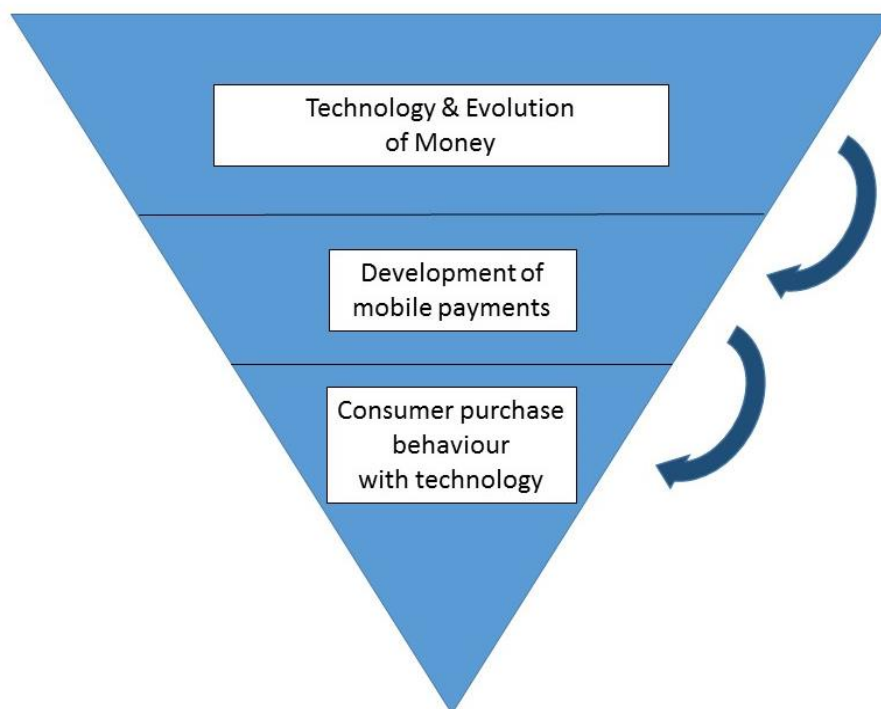 Technology & Evolution
of Money
Development of
mobile payments
Consumer purchase
behaviour
with technology